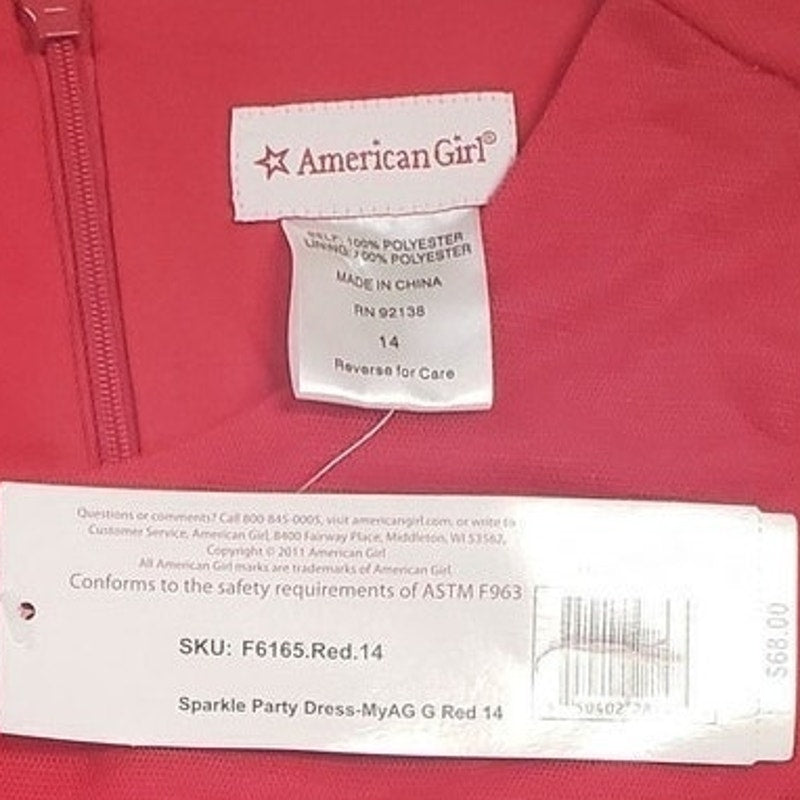 American Girl®
SELF: 100% POLYESTER
LINING: 100% POLYESTER
MADE IN CHINA
RN 92138
14
Reverse for Care
Questions or comments? Call 800 845-0005, visit americangirl.com, or write to
Customer Service, American Girl, 8400 Fairway Place, Middleton, WI 53562.
Copyright © 2011 American Girl
All American Girl marks are trademarks of American Girl.
Conforms to the safety requirements of ASTM F963
SKU: F6165.Red.14
Sparkle Party Dress-MyAG G Red 14
$68.00